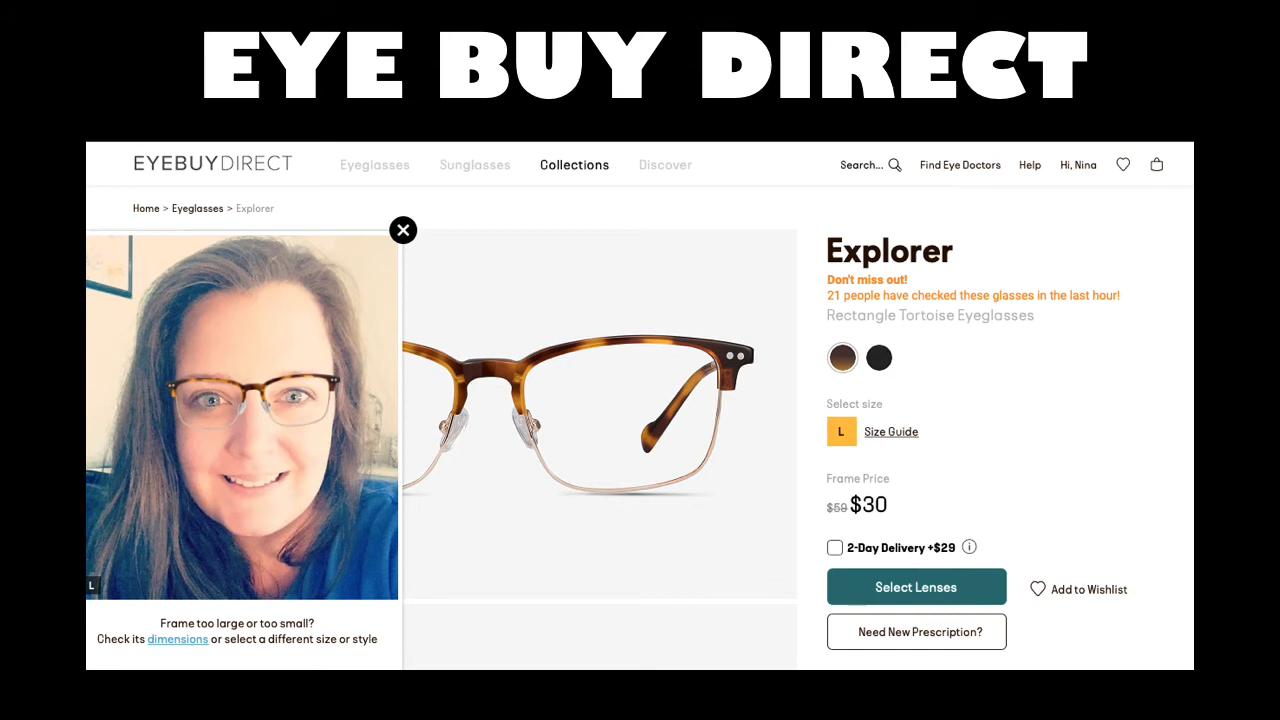 EYE BUY DIRECT
EYEBUYDIRECT Eyeglasses Sunglasses Collections Discover Search... Find Eye Doctors Help Hi, Nina
Home > Eyeglasses > Explorer
Explorer
Don't miss out!
21 people have checked these glasses in the last hour!
Rectangle Tortoise Eyeglasses
Select size
L Size Guide
Frame Price
$59 $30
2-Day Delivery +$29
Select Lenses
Add to Wishlist
Need New Prescription?
L
Frame too large or too small?
Check its dimensions or select a different size or style